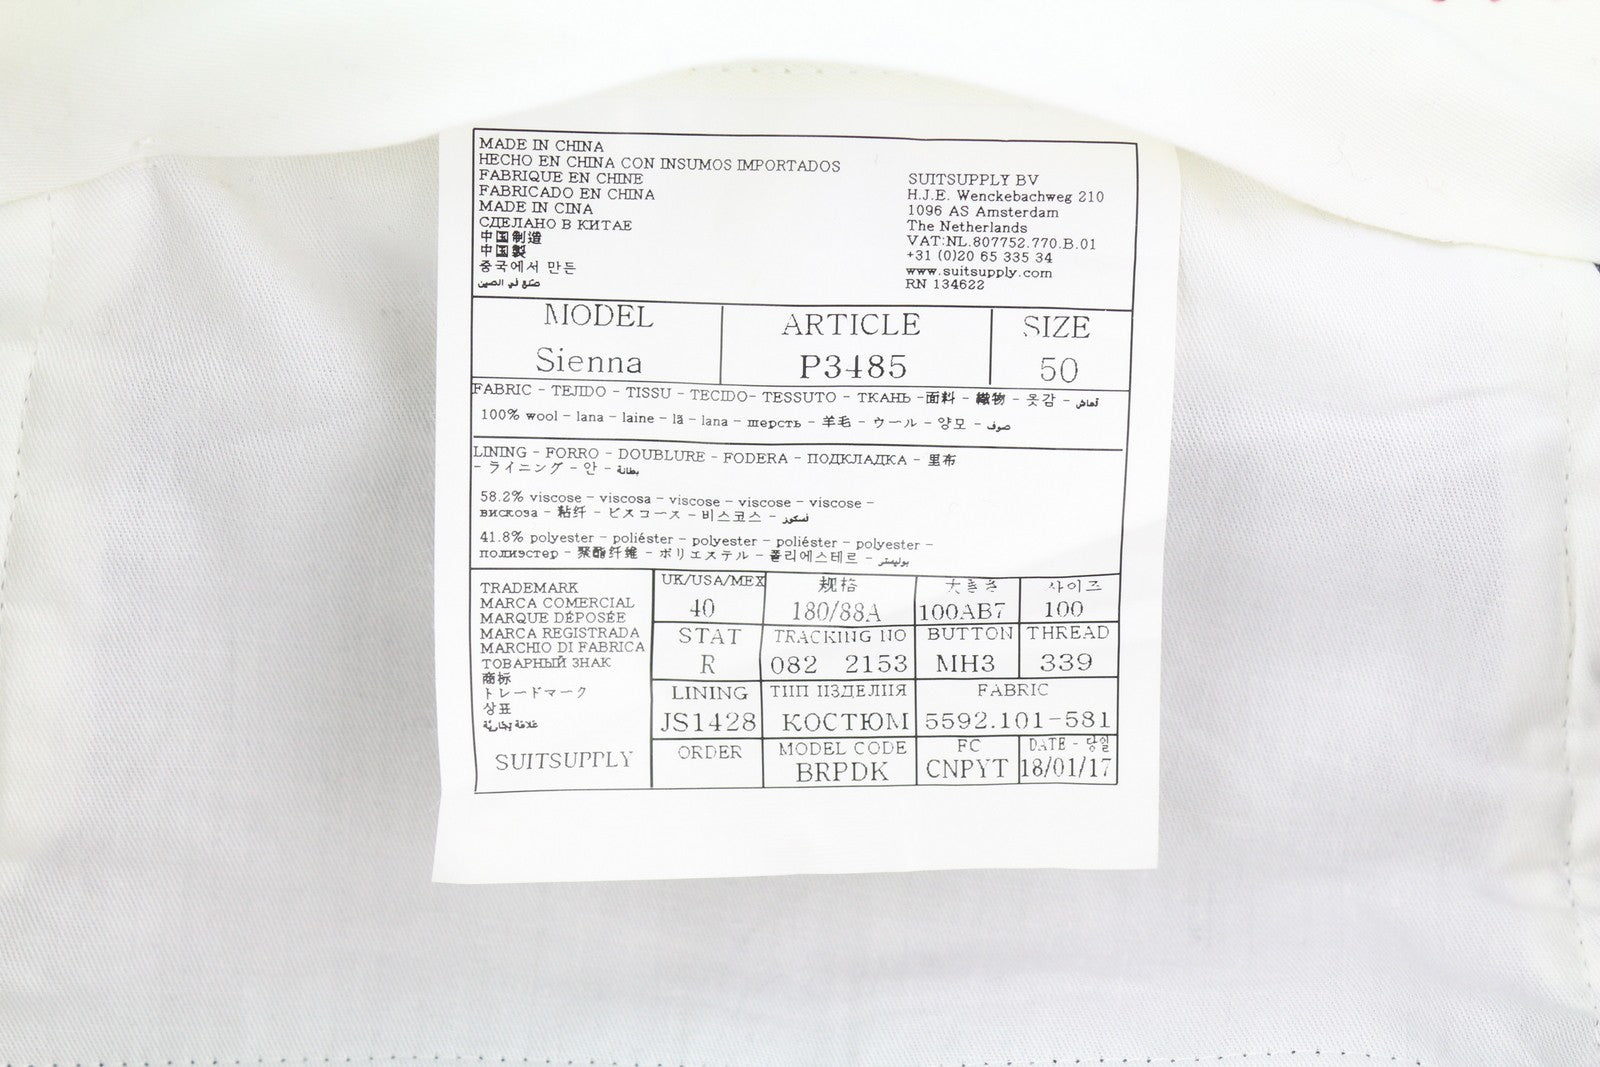 MADE IN CHINA
HECHO EN CHINA CON INSUMOS IMPORTADOS
FABRIQUE EN CHINE
FABRICADO EN CHINA
MADE IN CINA
СДЕЛАНО В КИТАЕ
中国制造
中国製
중국에서 만든
صنع في الصين
SUITSUPPLY BV
H.J.E. Wenckebachweg 210
1096 AS Amsterdam
The Netherlands
VAT:NL.807752.770.B.01
+31 (0)20 65 335 34
www.suitsupply.com
RN 134622
MODEL ARTICLE SIZE
Sienna P3485 50
FABRIC - TEJIDO - TISSU - TECIDO- TESSUTO - ТКАНЬ -面料 - 織物 - 옷감 - قماش
100% wool - lana - laine - lã - lana - шерсть - 羊毛 - ウール - 양모 - صوف
LINING - FORRO - DOUBLURE - FODERA - ПОДКЛАДКА - 里布
- ライニング - 안 - بطانة
58.2% viscose - viscosa - viscose - viscose - viscose -
вискоза - 粘纤 - ビスコース - 비스코스 - فسكوز
41.8% polyester - poliéster - polyester - poliéster - polyester -
полиэстер - 聚酯纤维 - ポリエステル - 폴리에스테르 - بوليستر
TRADEMARK
MARCA COMERCIAL
MARQUE DÉPOSÉE
MARCA REGISTRADA
MARCHIO DI FABRICA
ТОВАРНЫЙ ЗНАК
商标
トレードマーク
상표
علامة تجارية
SUITSUPPLY
UK/USA/MEX 规格 大きさ 사이즈
40 180/88A 100AB7 100
STAT TRACKING NO BUTTON THREAD
R 082 2153 MH3 339
LINING ТИП ИЗДЕЛИЯ FABRIC
JS1428 КОСТЮМ 5592.101-581
ORDER MODEL CODE FC DATE - 당일
BRPDK CNPYT 18/01/17